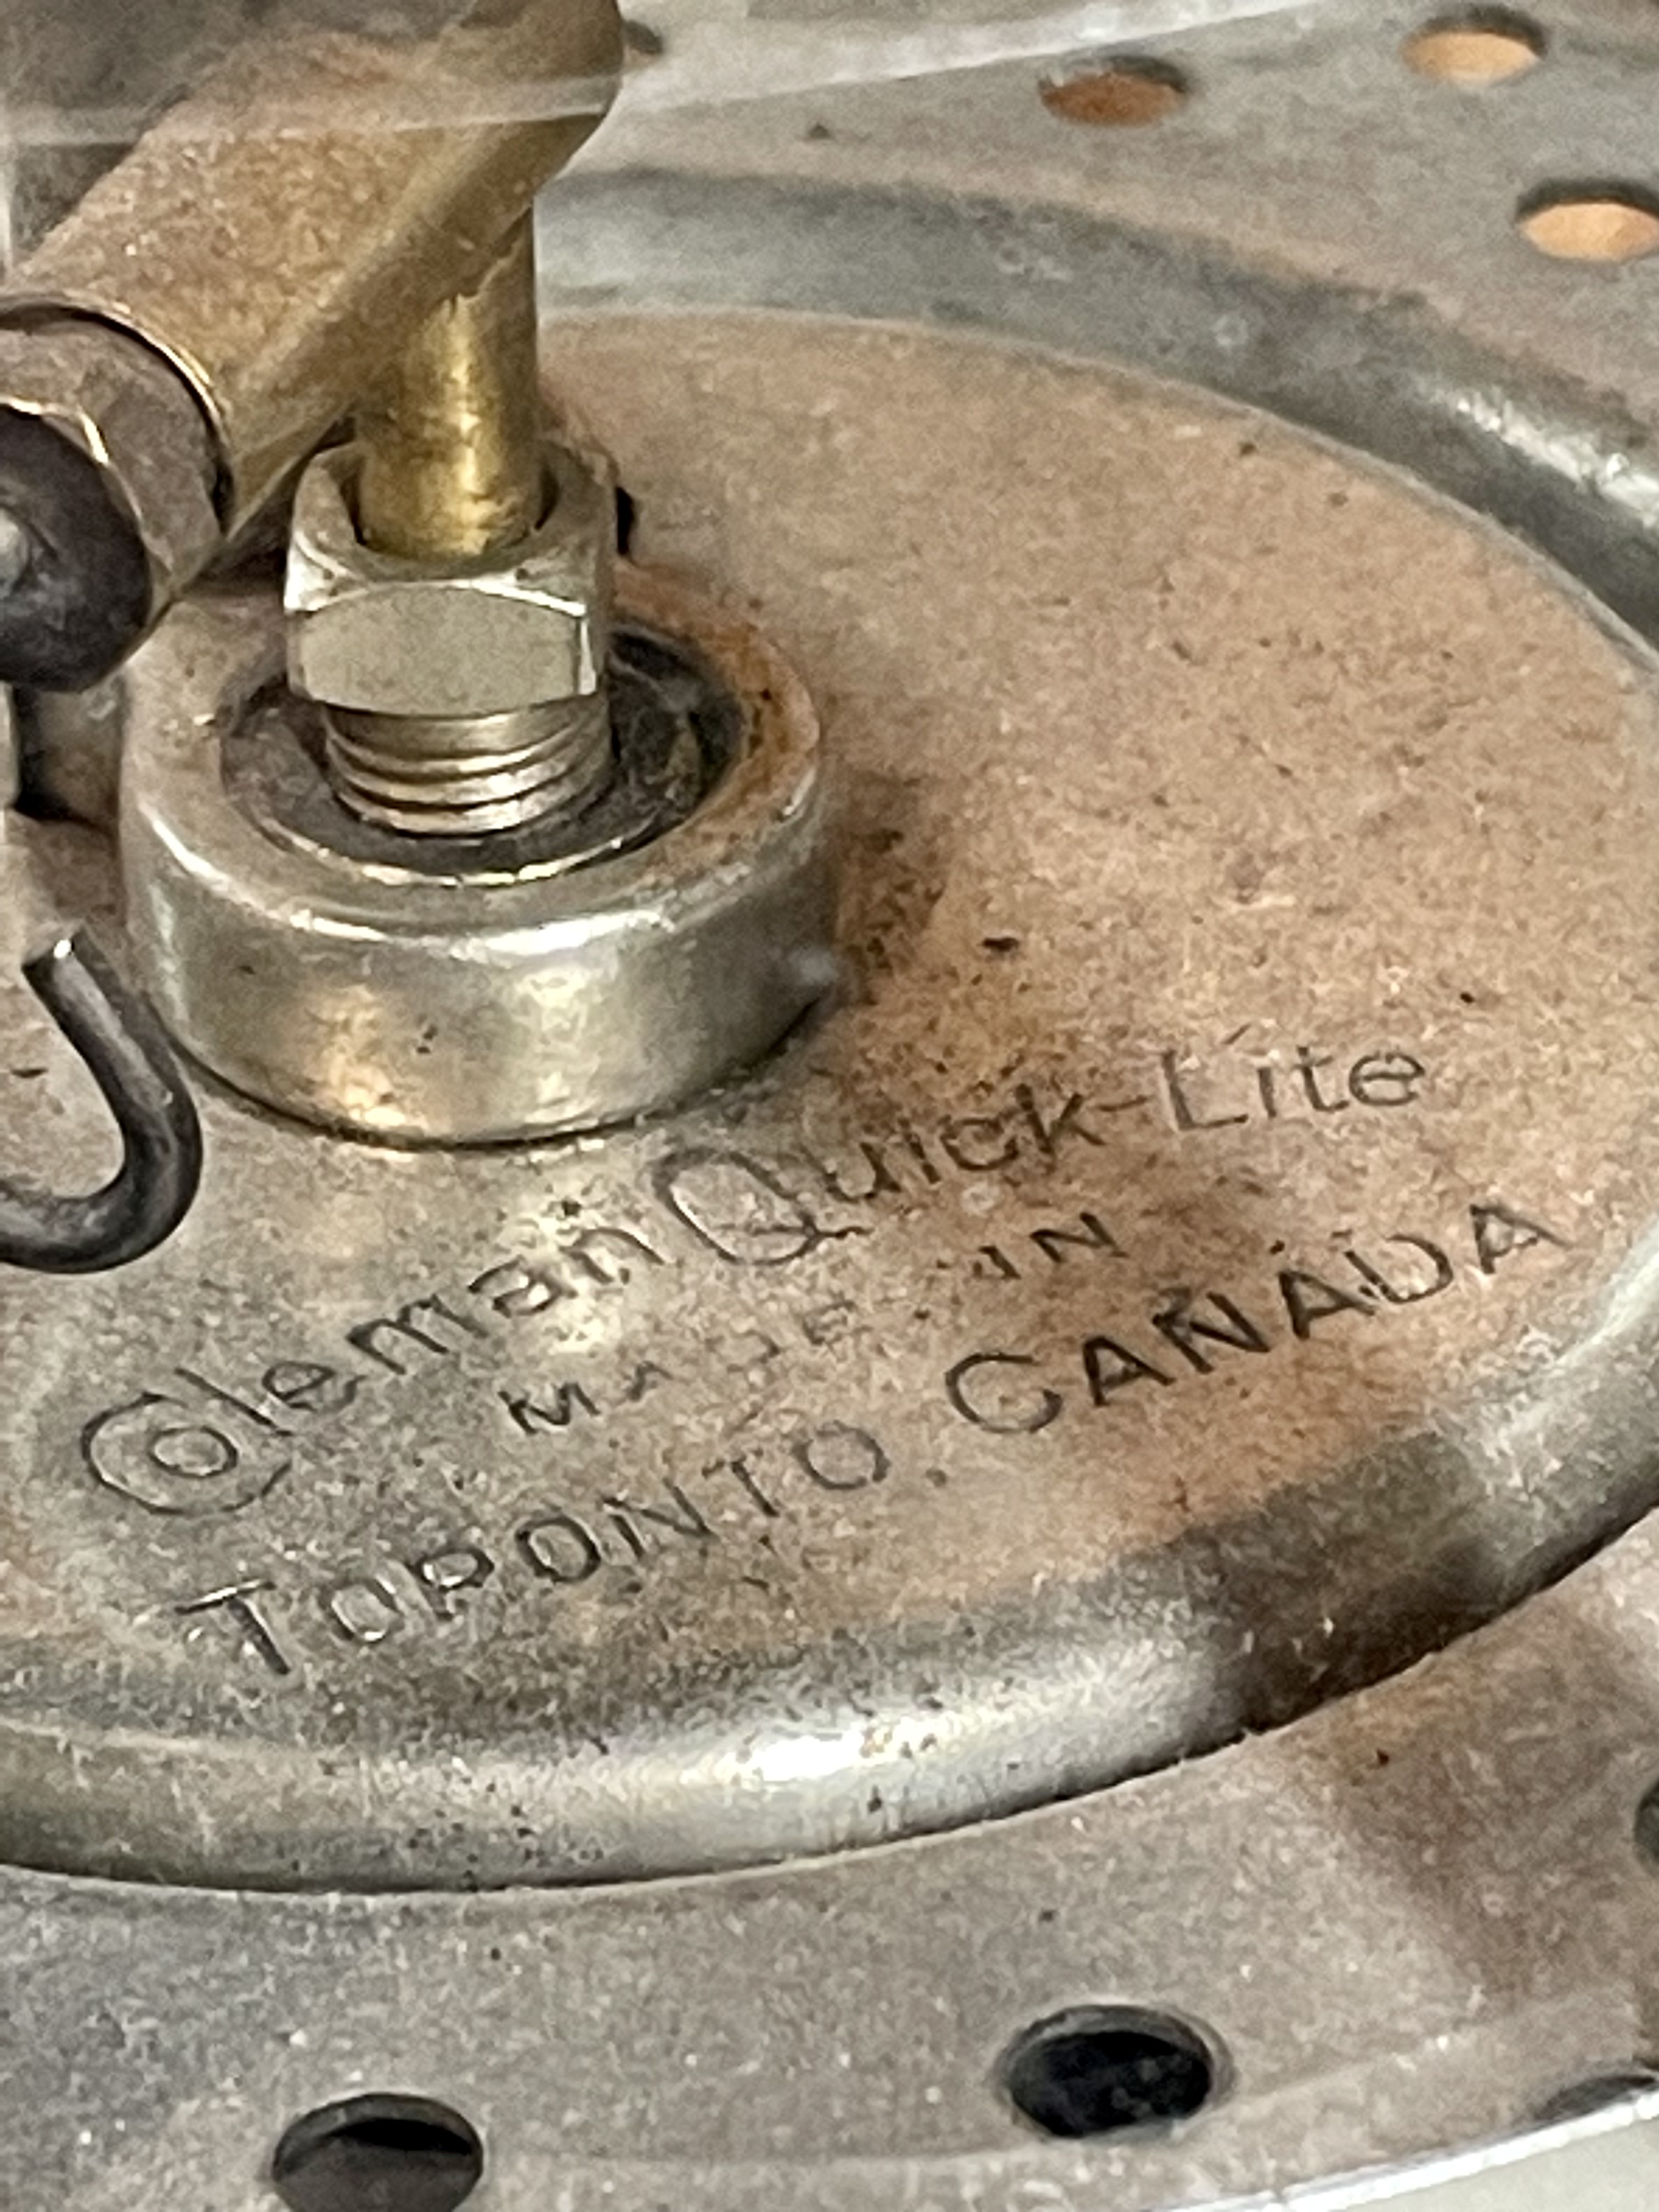 Coleman Quick-Lite
MADE IN
TORONTO, CANADA